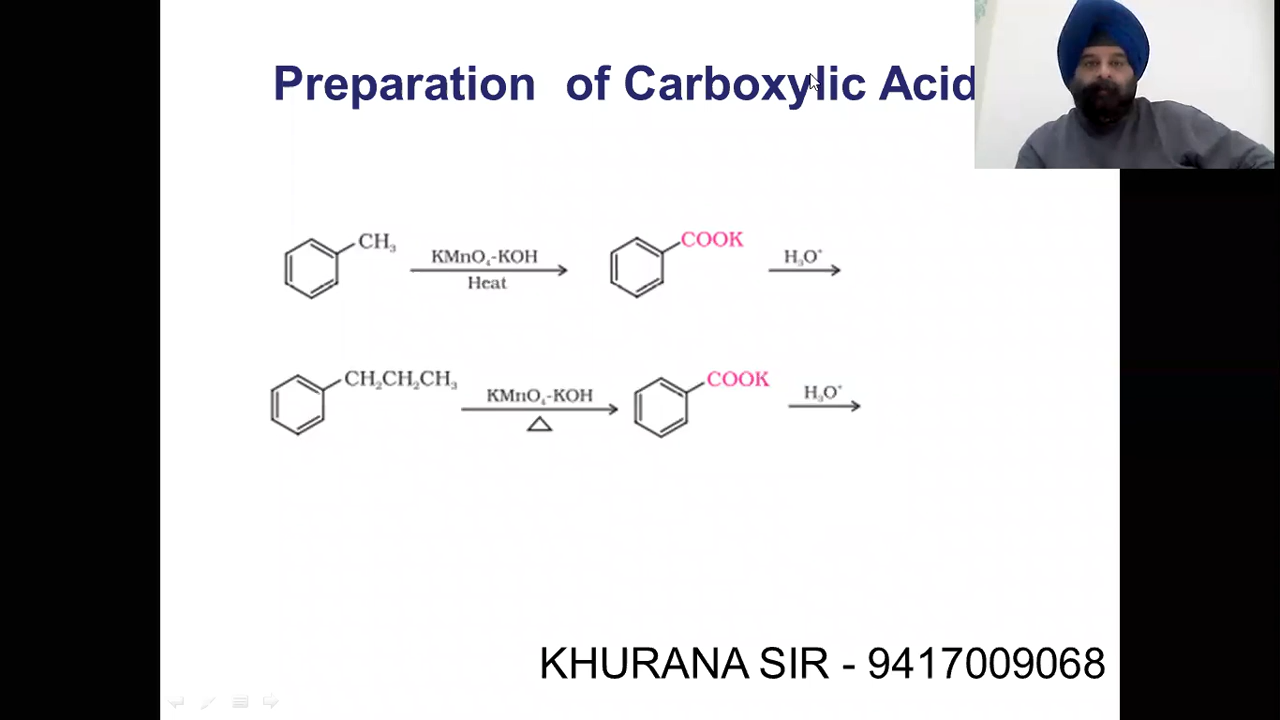 Preparation of Carboxylic Acid
CH₃
KMnO₄-KOH
Heat
COOK
H₃O⁺
CH₂CH₂CH₃
KMnO₄-KOH
△
COOK
H₃O⁺
KHURANA SIR - 9417009068